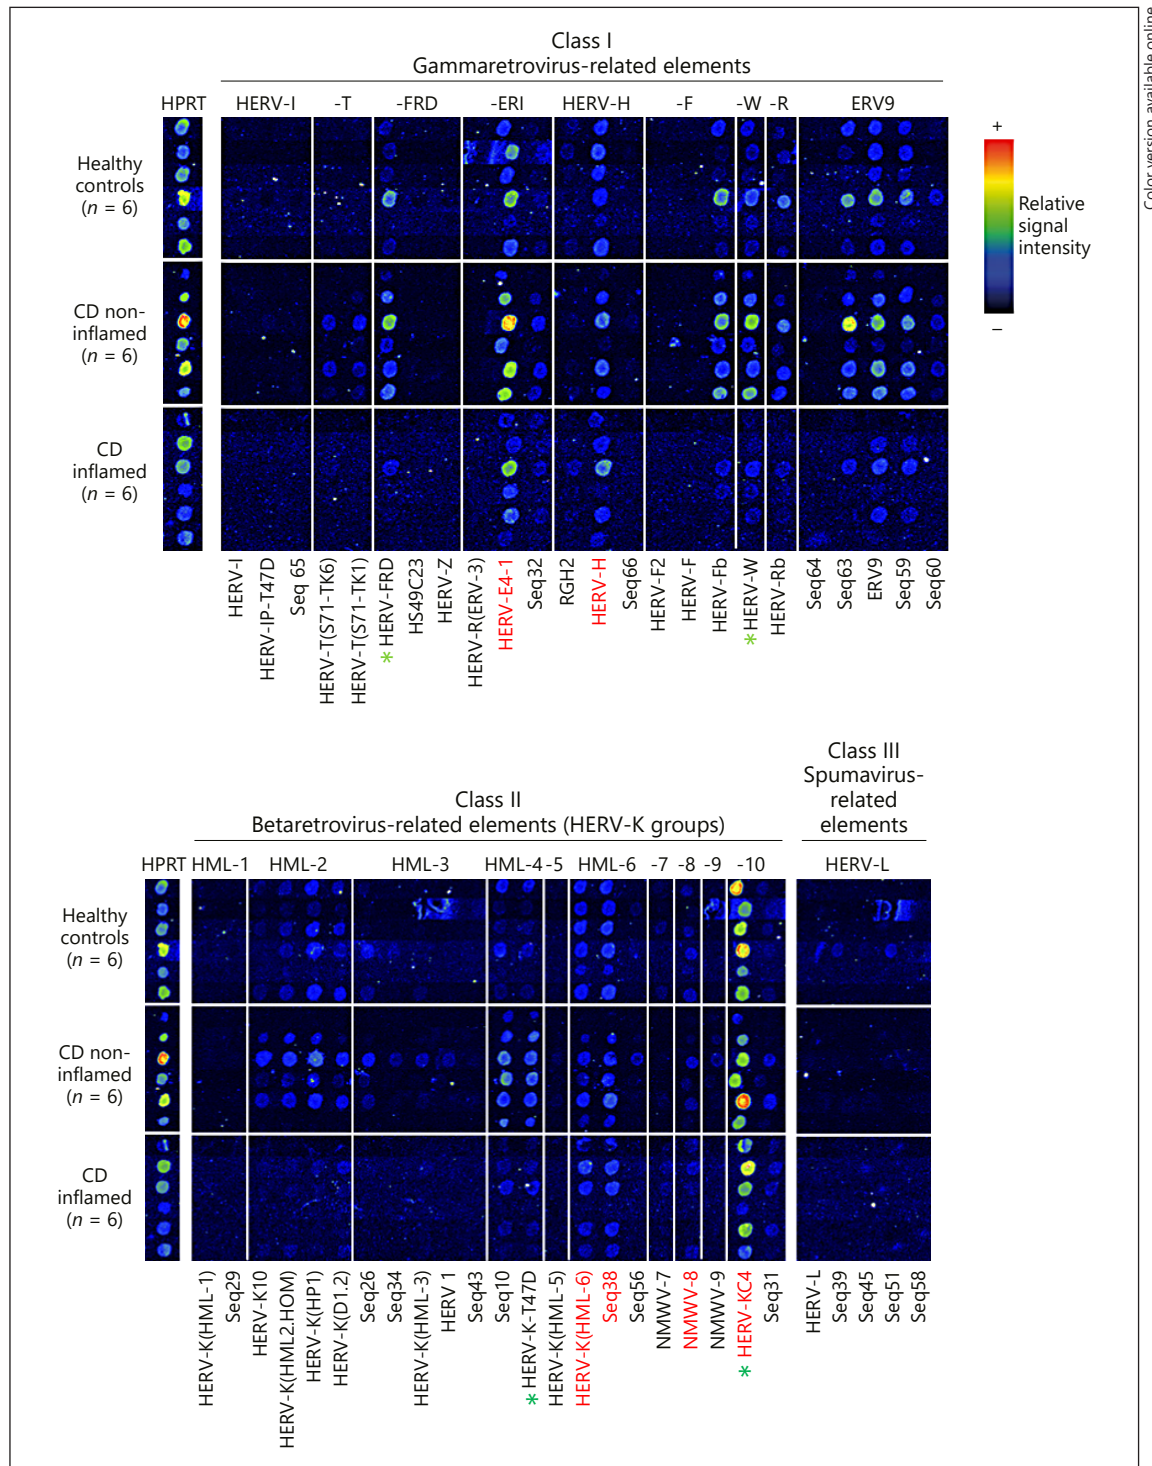 Color version available online
Class I
Gammaretrovirus-related elements
HPRT HERV-I -T -FRD -ERI HERV-H -F -W -R ERV9
Healthy
controls
(n = 6)
CD non-
inflamed
(n = 6)
CD
inflamed
(n = 6)
+
Relative
signal
intensity
–
HERV-I
HERV-IP-T47D
Seq 65
HERV-T(S71-TK6)
HERV-T(S71-TK1)
* HERV-FRD
HS49C23
HERV-Z
HERV-R(ERV-3)
HERV-E4-1
Seq32
RGH2
HERV-H
Seq66
HERV-F2
HERV-F
HERV-Fb
* HERV-W
HERV-Rb
Seq64
Seq63
ERV9
Seq59
Seq60
Class II
Betaretrovirus-related elements (HERV-K groups)
Class III
Spumavirus-
related
elements
HPRT HML-1 HML-2 HML-3 HML-4 -5 HML-6 -7 -8 -9 -10 HERV-L
Healthy
controls
(n = 6)
CD non-
inflamed
(n = 6)
CD
inflamed
(n = 6)
HERV-K(HML-1)
Seq29
HERV-K10
HERV-K(HML2.HOM)
HERV-K(HP1)
HERV-K(D1.2)
Seq26
Seq34
HERV-K(HML-3)
HERV 1
Seq43
Seq10
* HERV-K-T47D
HERV-K(HML-5)
HERV-K(HML-6)
Seq38
Seq56
NMWV-7
NMWV-8
NMWV-9
* HERV-KC4
Seq31
HERV-L
Seq39
Seq45
Seq51
Seq58